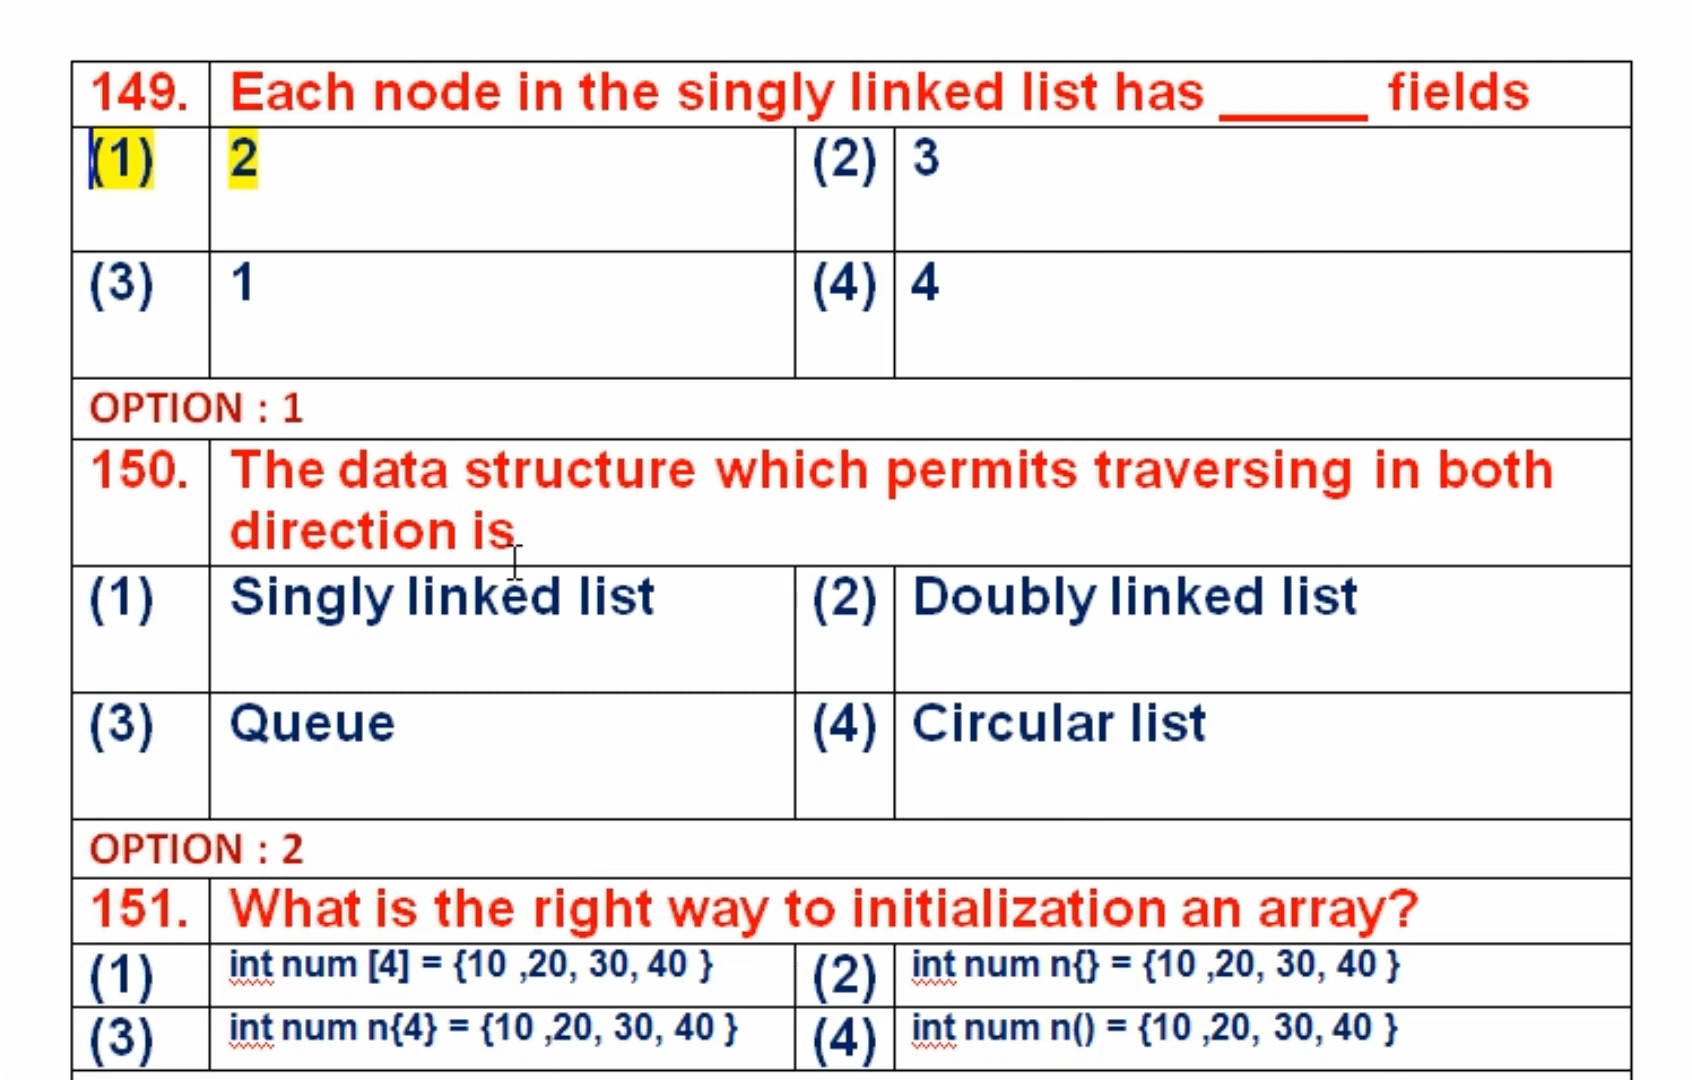 149. Each node in the singly linked list has _____ fields
(1) 2 (2) 3
(3) 1 (4) 4
OPTION : 1
150. The data structure which permits traversing in both
direction is
(1) Singly linked list (2) Doubly linked list
(3) Queue (4) Circular list
OPTION : 2
151. What is the right way to initialization an array?
(1) int num [4] = {10 ,20, 30, 40 } (2) int num n{} = {10 ,20, 30, 40 }
(3) int num n{4} = {10 ,20, 30, 40 } (4) int num n() = {10 ,20, 30, 40 }